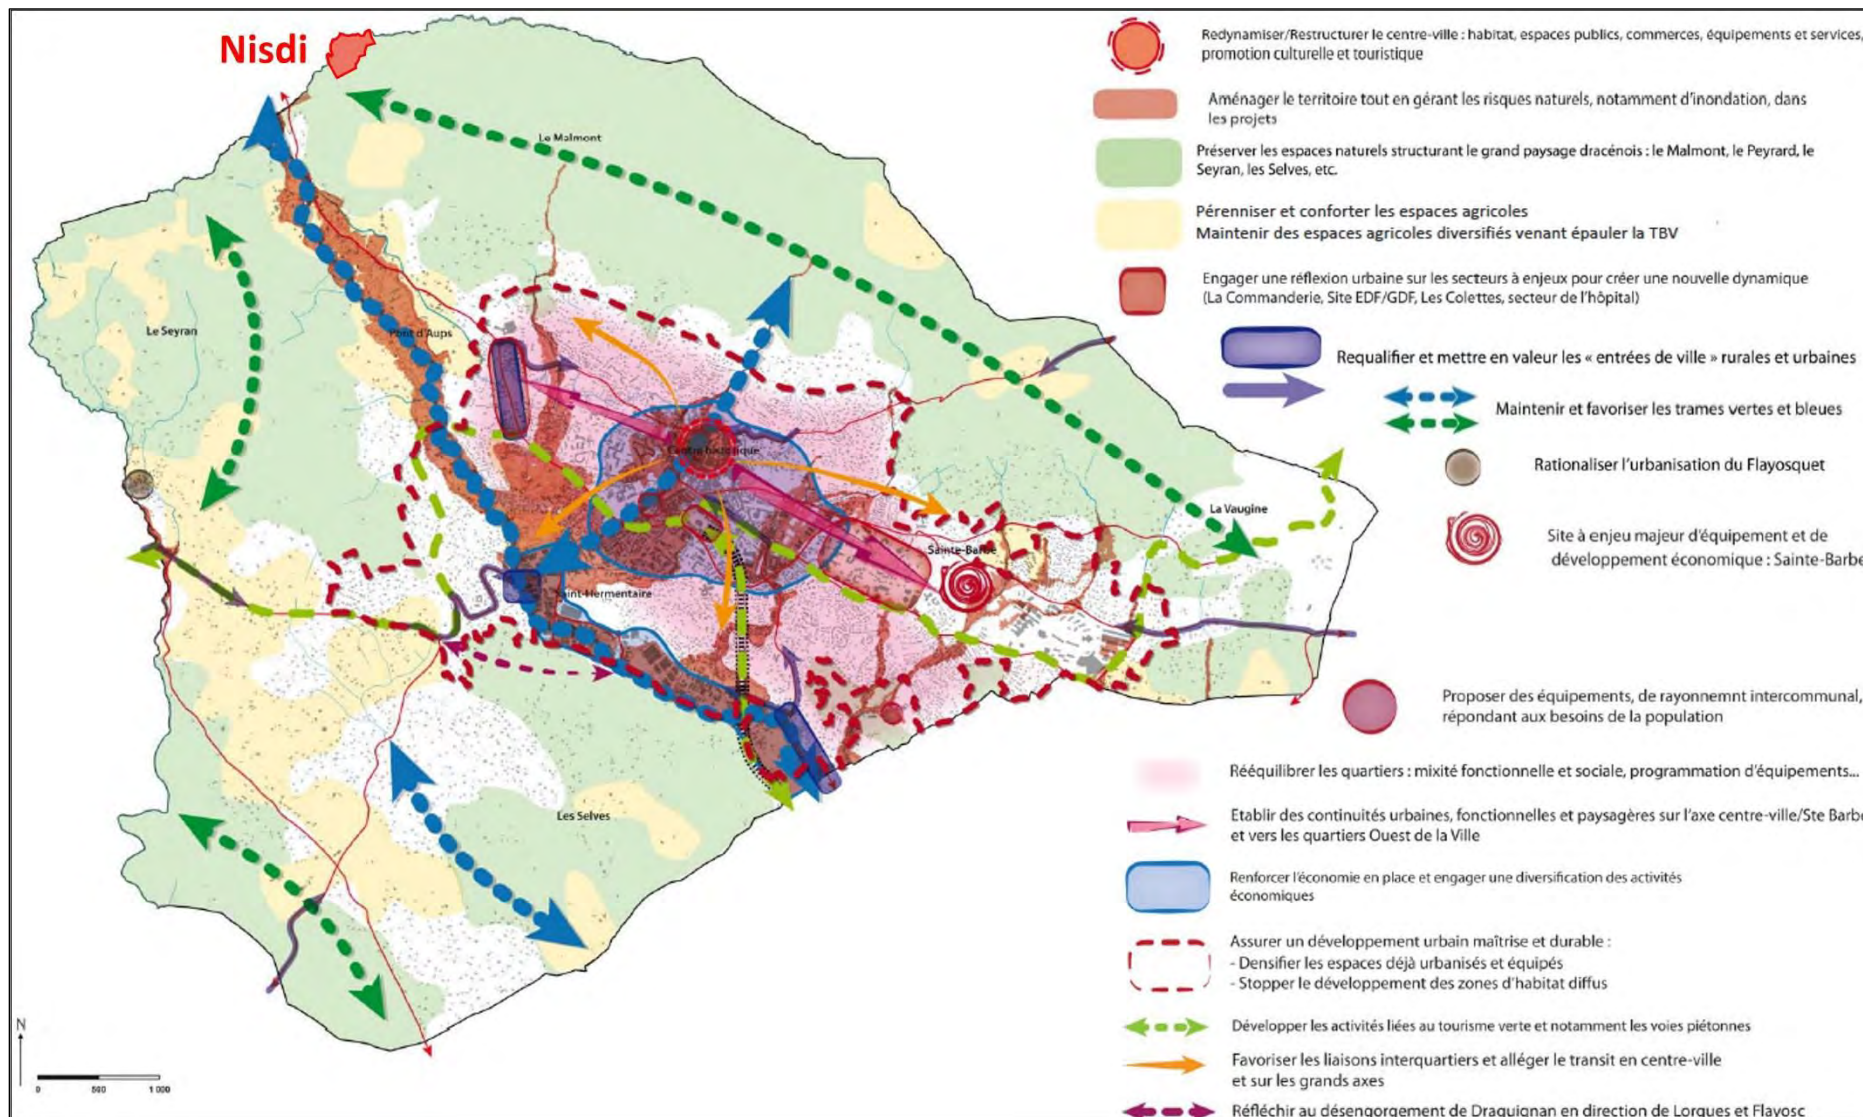 Nisdi
Le Malmont
Le Seyran
Pont d'Aups
Centre historique
La Vaugine
Sainte-Barbe
Saint-Hermentaire
Les Selves
N
0 500 1 000
Redynamiser/Restructurer le centre-ville : habitat, espaces publics, commerces, équipements et services,
promotion culturelle et touristique
Aménager le territoire tout en gérant les risques naturels, notamment d'inondation, dans
les projets
Préserver les espaces naturels structurant le grand paysage dracénois : le Malmont, le Peyrard, le
Seyran, les Selves, etc.
Pérenniser et conforter les espaces agricoles
Maintenir des espaces agricoles diversifiés venant épauler la TBV
Engager une réflexion urbaine sur les secteurs à enjeux pour créer une nouvelle dynamique
(La Commanderie, Site EDF/GDF, Les Colettes, secteur de l'hôpital)
Requalifier et mettre en valeur les « entrées de ville » rurales et urbaines
Maintenir et favoriser les trames vertes et bleues
Rationaliser l'urbanisation du Flayosquet
Site à enjeu majeur d'équipement et de
développement économique : Sainte-Barbe
Proposer des équipements, de rayonnemnt intercommunal,
répondant aux besoins de la population
Rééquilibrer les quartiers : mixité fonctionnelle et sociale, programmation d'équipements...
Etablir des continuités urbaines, fonctionnelles et paysagères sur l'axe centre-ville/Ste Barbe
et vers les quartiers Ouest de la Ville
Renforcer l'économie en place et engager une diversification des activités
économiques
Assurer un développement urbain maîtrise et durable :
- Densifier les espaces déjà urbanisés et équipés
- Stopper le développement des zones d'habitat diffus
Développer les activités liées au tourisme verte et notamment les voies piétonnes
Favoriser les liaisons interquartiers et alléger le transit en centre-ville
et sur les grands axes
Réfléchir au désengorgement de Draguignan en direction de Lorgues et Flayosc